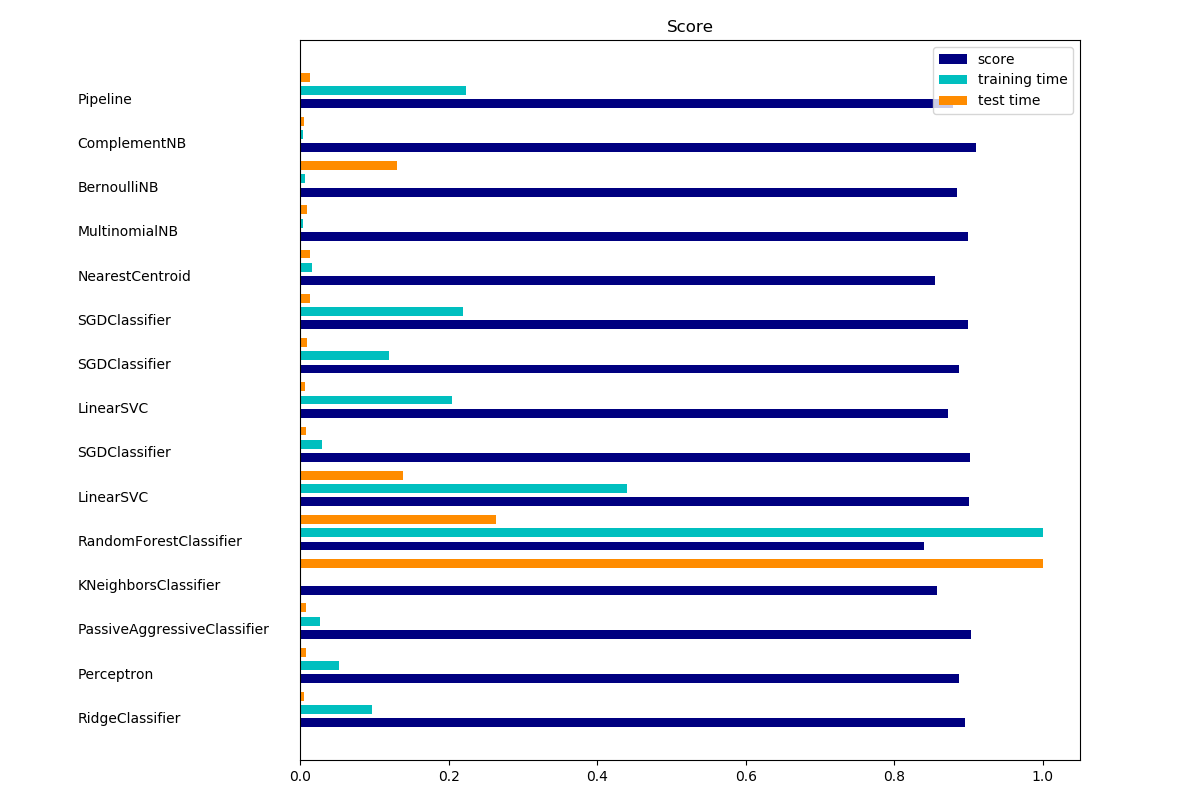 Score
score
training time
test time
Pipeline
ComplementNB
BernoulliNB
MultinomialNB
NearestCentroid
SGDClassifier
SGDClassifier
LinearSVC
SGDClassifier
LinearSVC
RandomForestClassifier
KNeighborsClassifier
PassiveAggressiveClassifier
Perceptron
RidgeClassifier
0.0 0.2 0.4 0.6 0.8 1.0